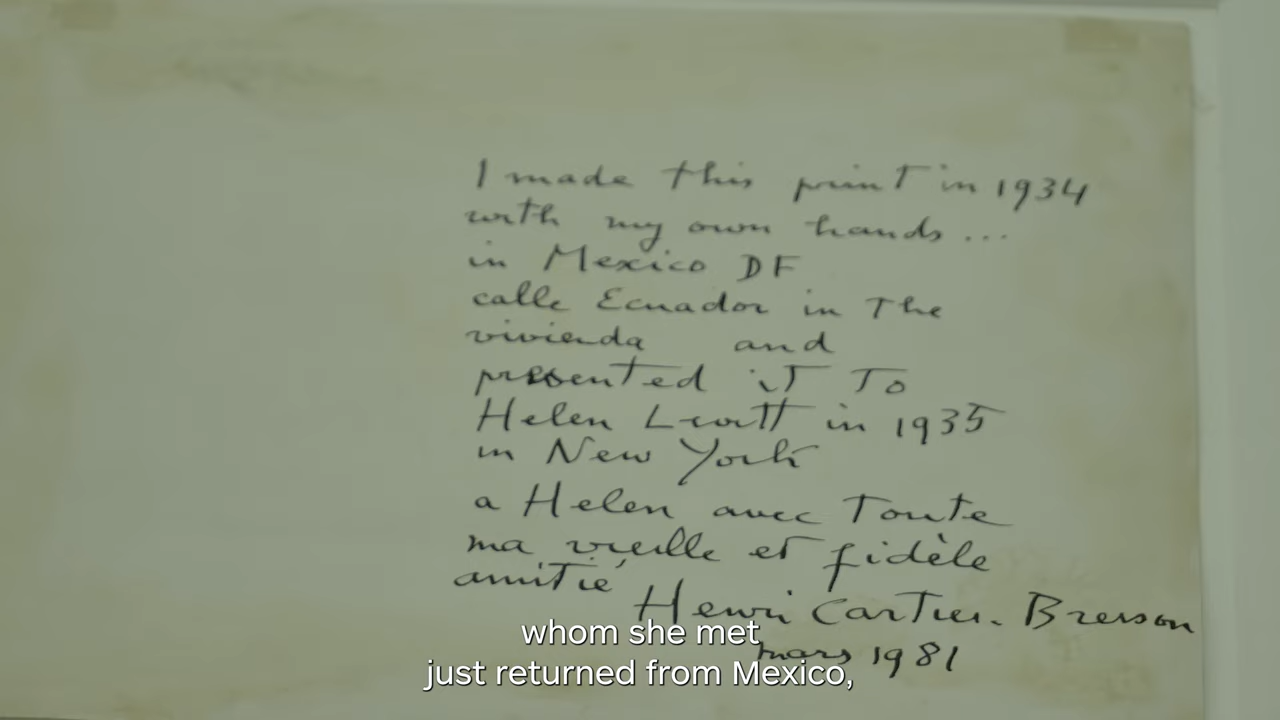 I made this print in 1934
with my own hands...
in Mexico DF
calle Ecuador in The
vivienda and
presented iT To
Helen Levitt in 1935
in New York
a Helen avec Toute
ma vieille et fidèle
amitié
Henri Cartier-Bresson
mars 1981
whom she met
just returned from Mexico,